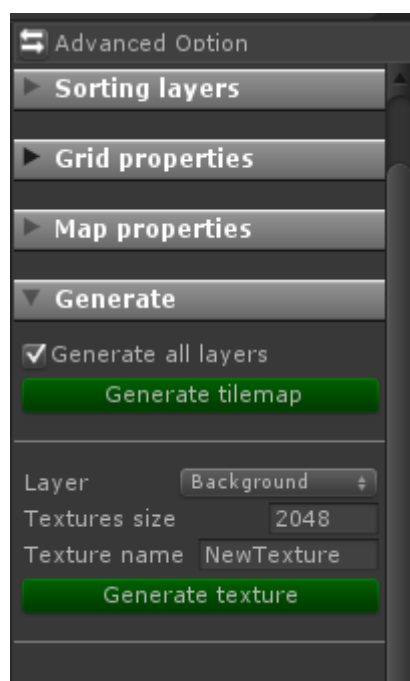 Advanced Option
Sorting layers
Grid properties
Map properties
Generate
Generate all layers
Generate tilemap
Layer Background
Textures size 2048
Texture name NewTexture
Generate texture